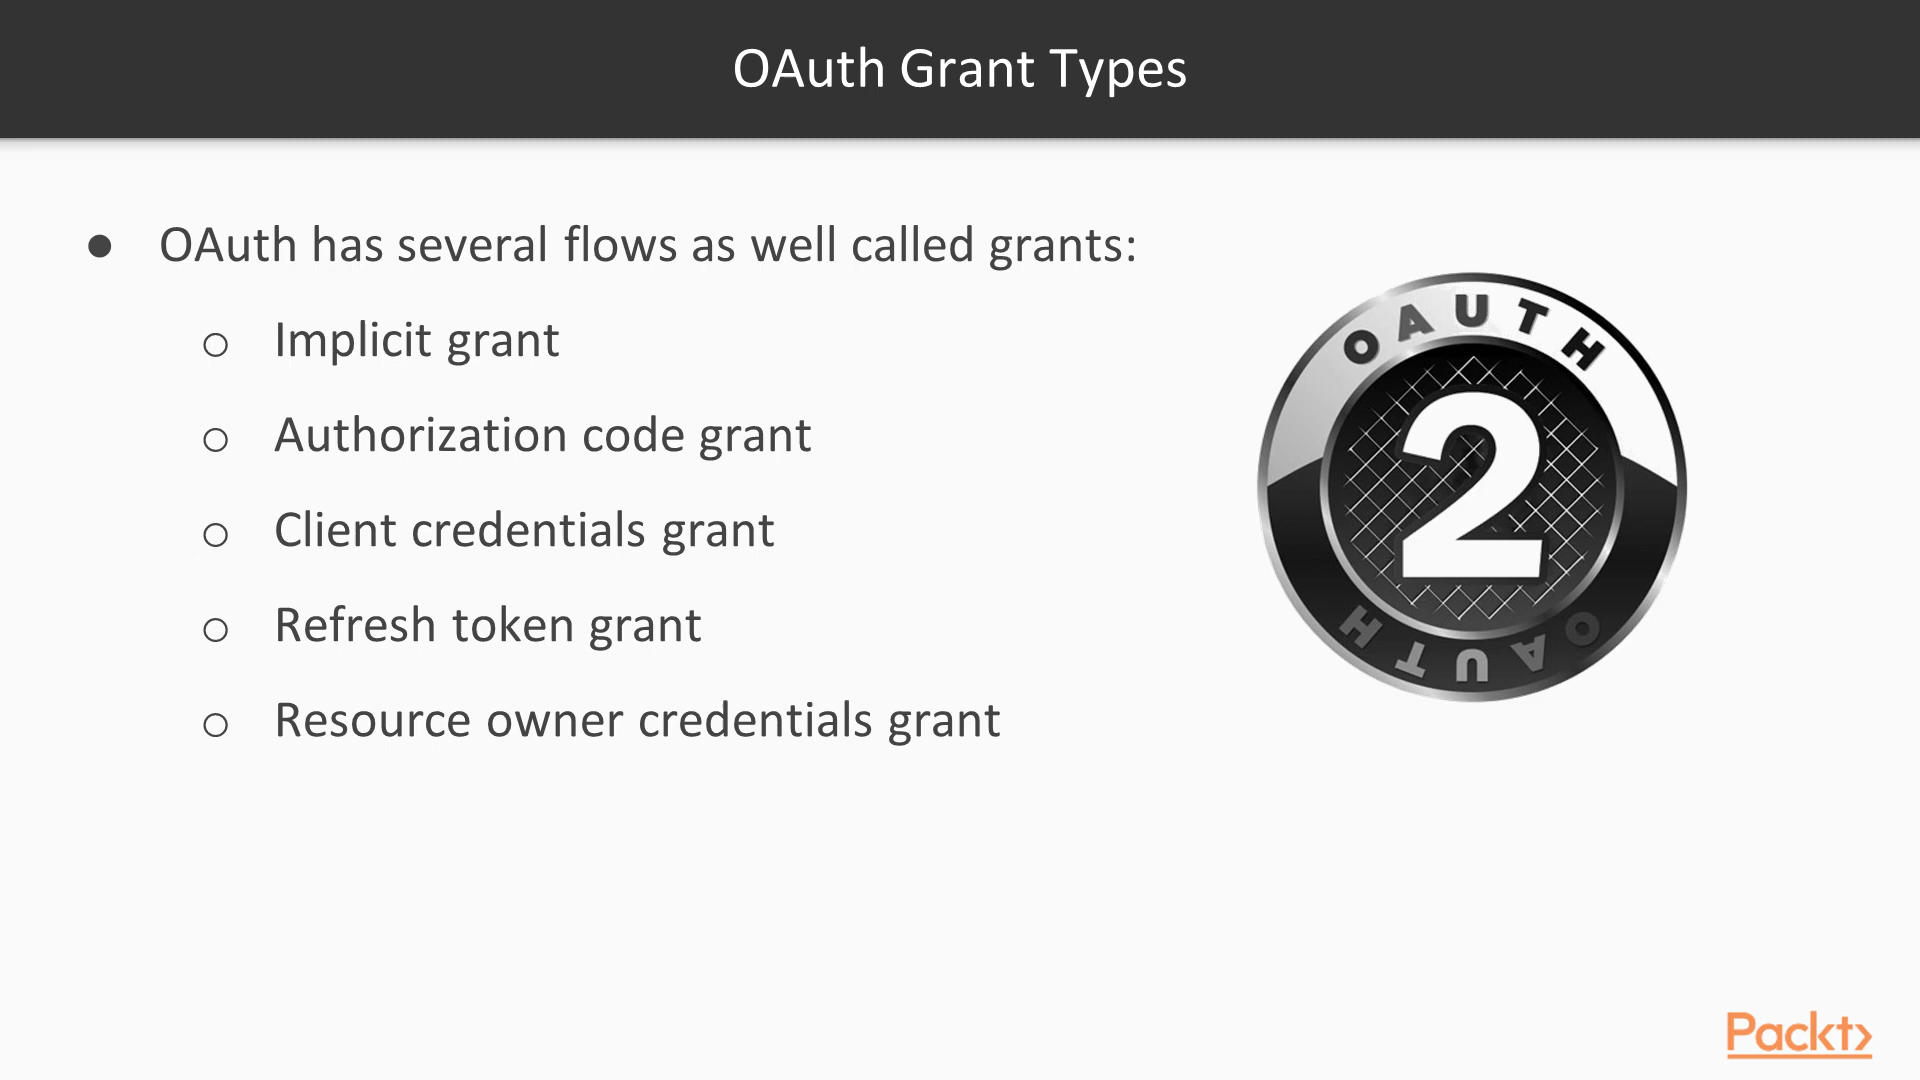 OAuth Grant Types
● OAuth has several flows as well called grants:
○ Implicit grant
○ Authorization code grant
○ Client credentials grant
○ Refresh token grant
○ Resource owner credentials grant
OAUTH
2
OAUTH
Packt>